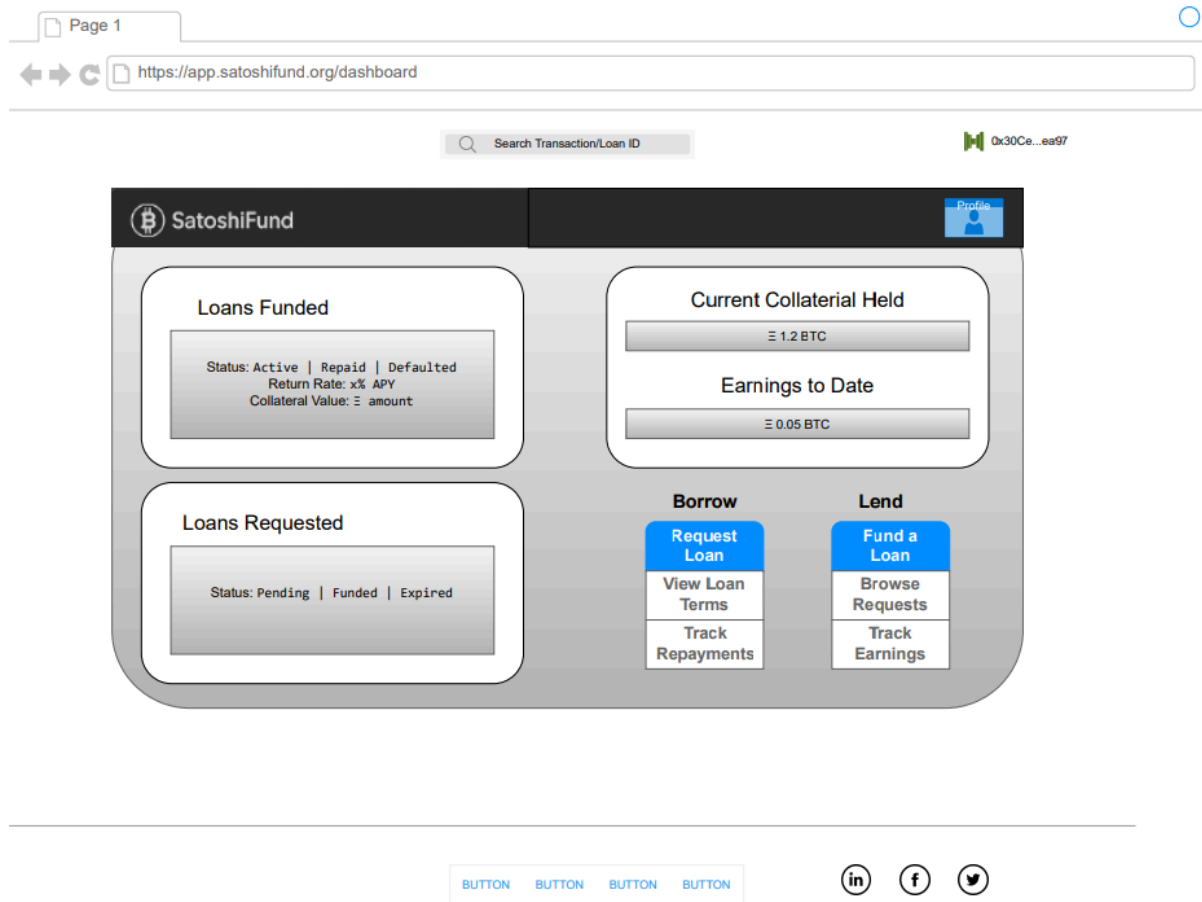 Page 1
https://app.satoshifund.org/dashboard
Search Transaction/Loan ID
0x30Ce...ea97
SatoshiFund
Profile
Loans Funded
Status: Active | Repaid | Defaulted
Return Rate: x% APY
Collateral Value: Ξ amount
Current Collaterial Held
Ξ 1.2 BTC
Earnings to Date
Ξ 0.05 BTC
Loans Requested
Status: Pending | Funded | Expired
Borrow
Request
Loan
View Loan
Terms
Track
Repayments
Lend
Fund a
Loan
Browse
Requests
Track
Earnings
BUTTON BUTTON BUTTON BUTTON
in f